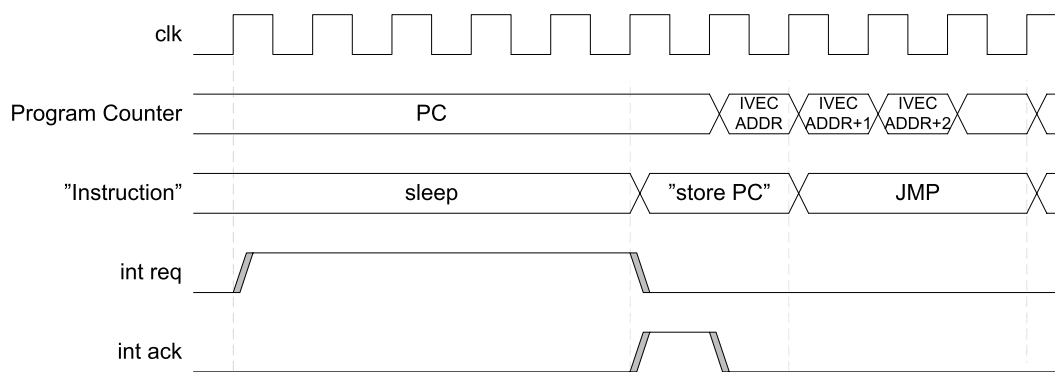 clk
Program Counter
PC
IVEC
ADDR
IVEC
ADDR+1
IVEC
ADDR+2
”Instruction”
sleep
”store PC”
JMP
int req
int ack